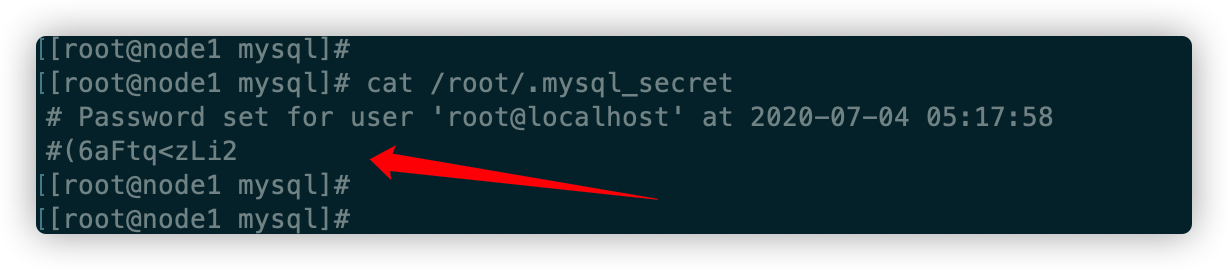 [[root@node1 mysql]#
[[root@node1 mysql]# cat /root/.mysql_secret
# Password set for user 'root@localhost' at 2020-07-04 05:17:58
#(6aFtq<zLi2
[[root@node1 mysql]#
[[root@node1 mysql]#